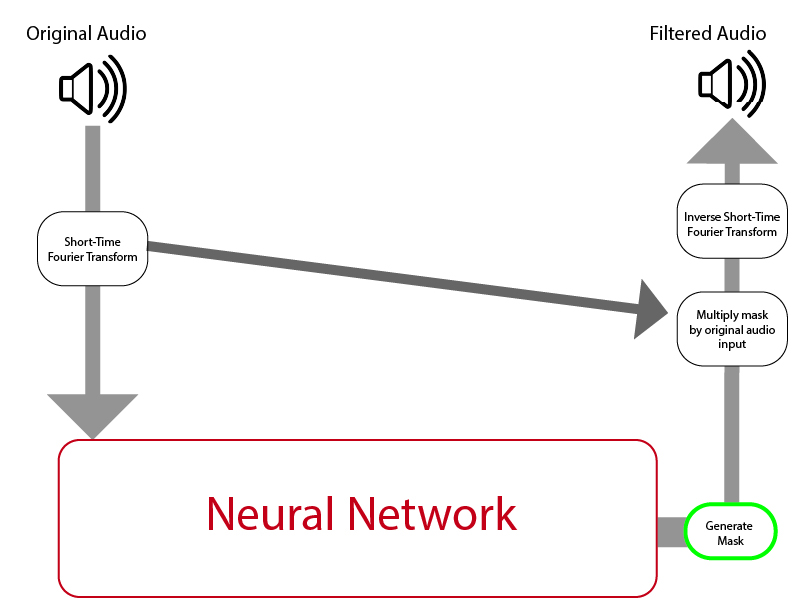 Original Audio
Filtered Audio
Short-Time
Fourier Transform
Inverse Short-Time
Fourier Transform
Multiply mask
by original audio
input
Neural Network
Generate
Mask